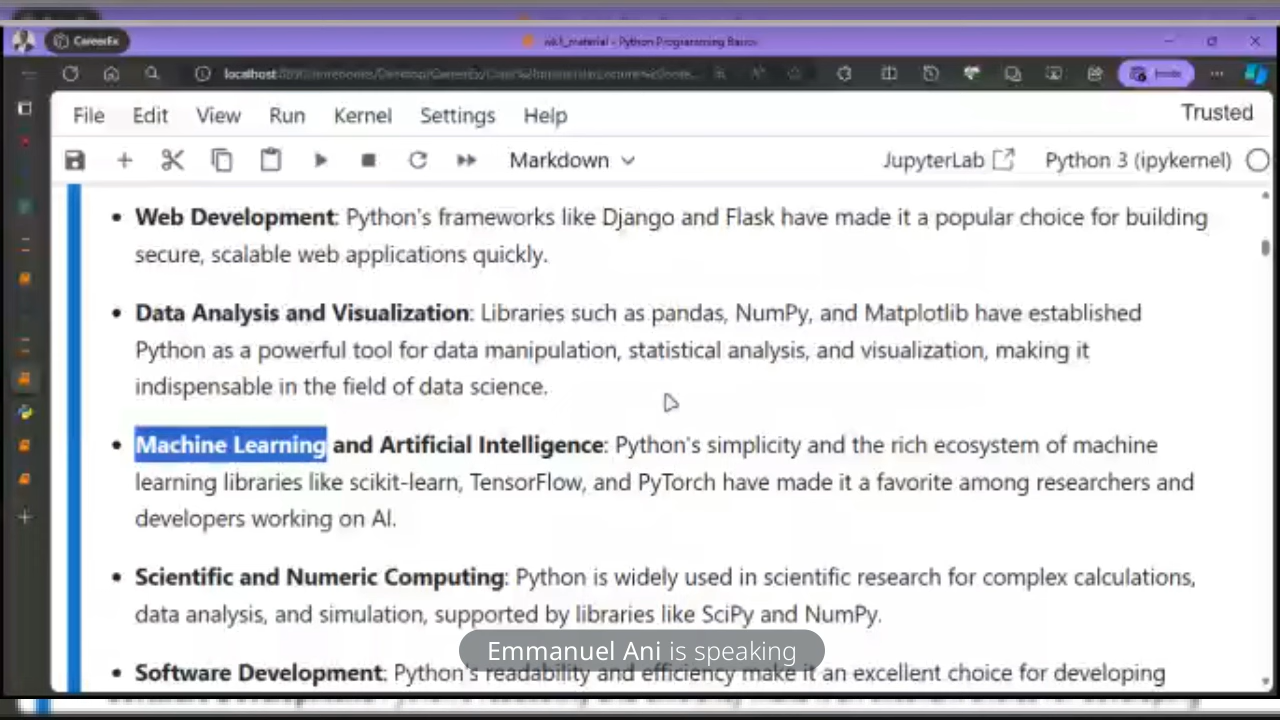 CareerEx
wk1_material - Python Programming Basics
localhost
File Edit View Run Kernel Settings Help
Trusted
Markdown
JupyterLab
Python 3 (ipykernel)
• Web Development: Python's frameworks like Django and Flask have made it a popular choice for building
secure, scalable web applications quickly.
• Data Analysis and Visualization: Libraries such as pandas, NumPy, and Matplotlib have established
Python as a powerful tool for data manipulation, statistical analysis, and visualization, making it
indispensable in the field of data science.
• Machine Learning and Artificial Intelligence: Python's simplicity and the rich ecosystem of machine
learning libraries like scikit-learn, TensorFlow, and PyTorch have made it a favorite among researchers and
developers working on AI.
• Scientific and Numeric Computing: Python is widely used in scientific research for complex calculations,
data analysis, and simulation, supported by libraries like SciPy and NumPy.
Emmanuel Ani is speaking
• Software Development: Python's readability and efficiency make it an excellent choice for developing